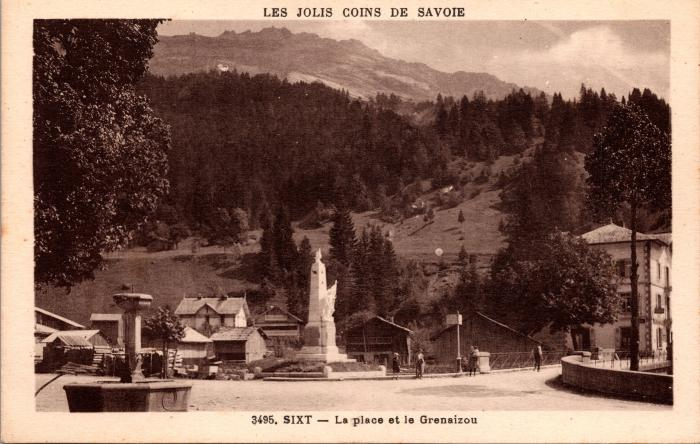 LES JOLIS COINS DE SAVOIE
3495. SIXT — La place et le Grenaizou